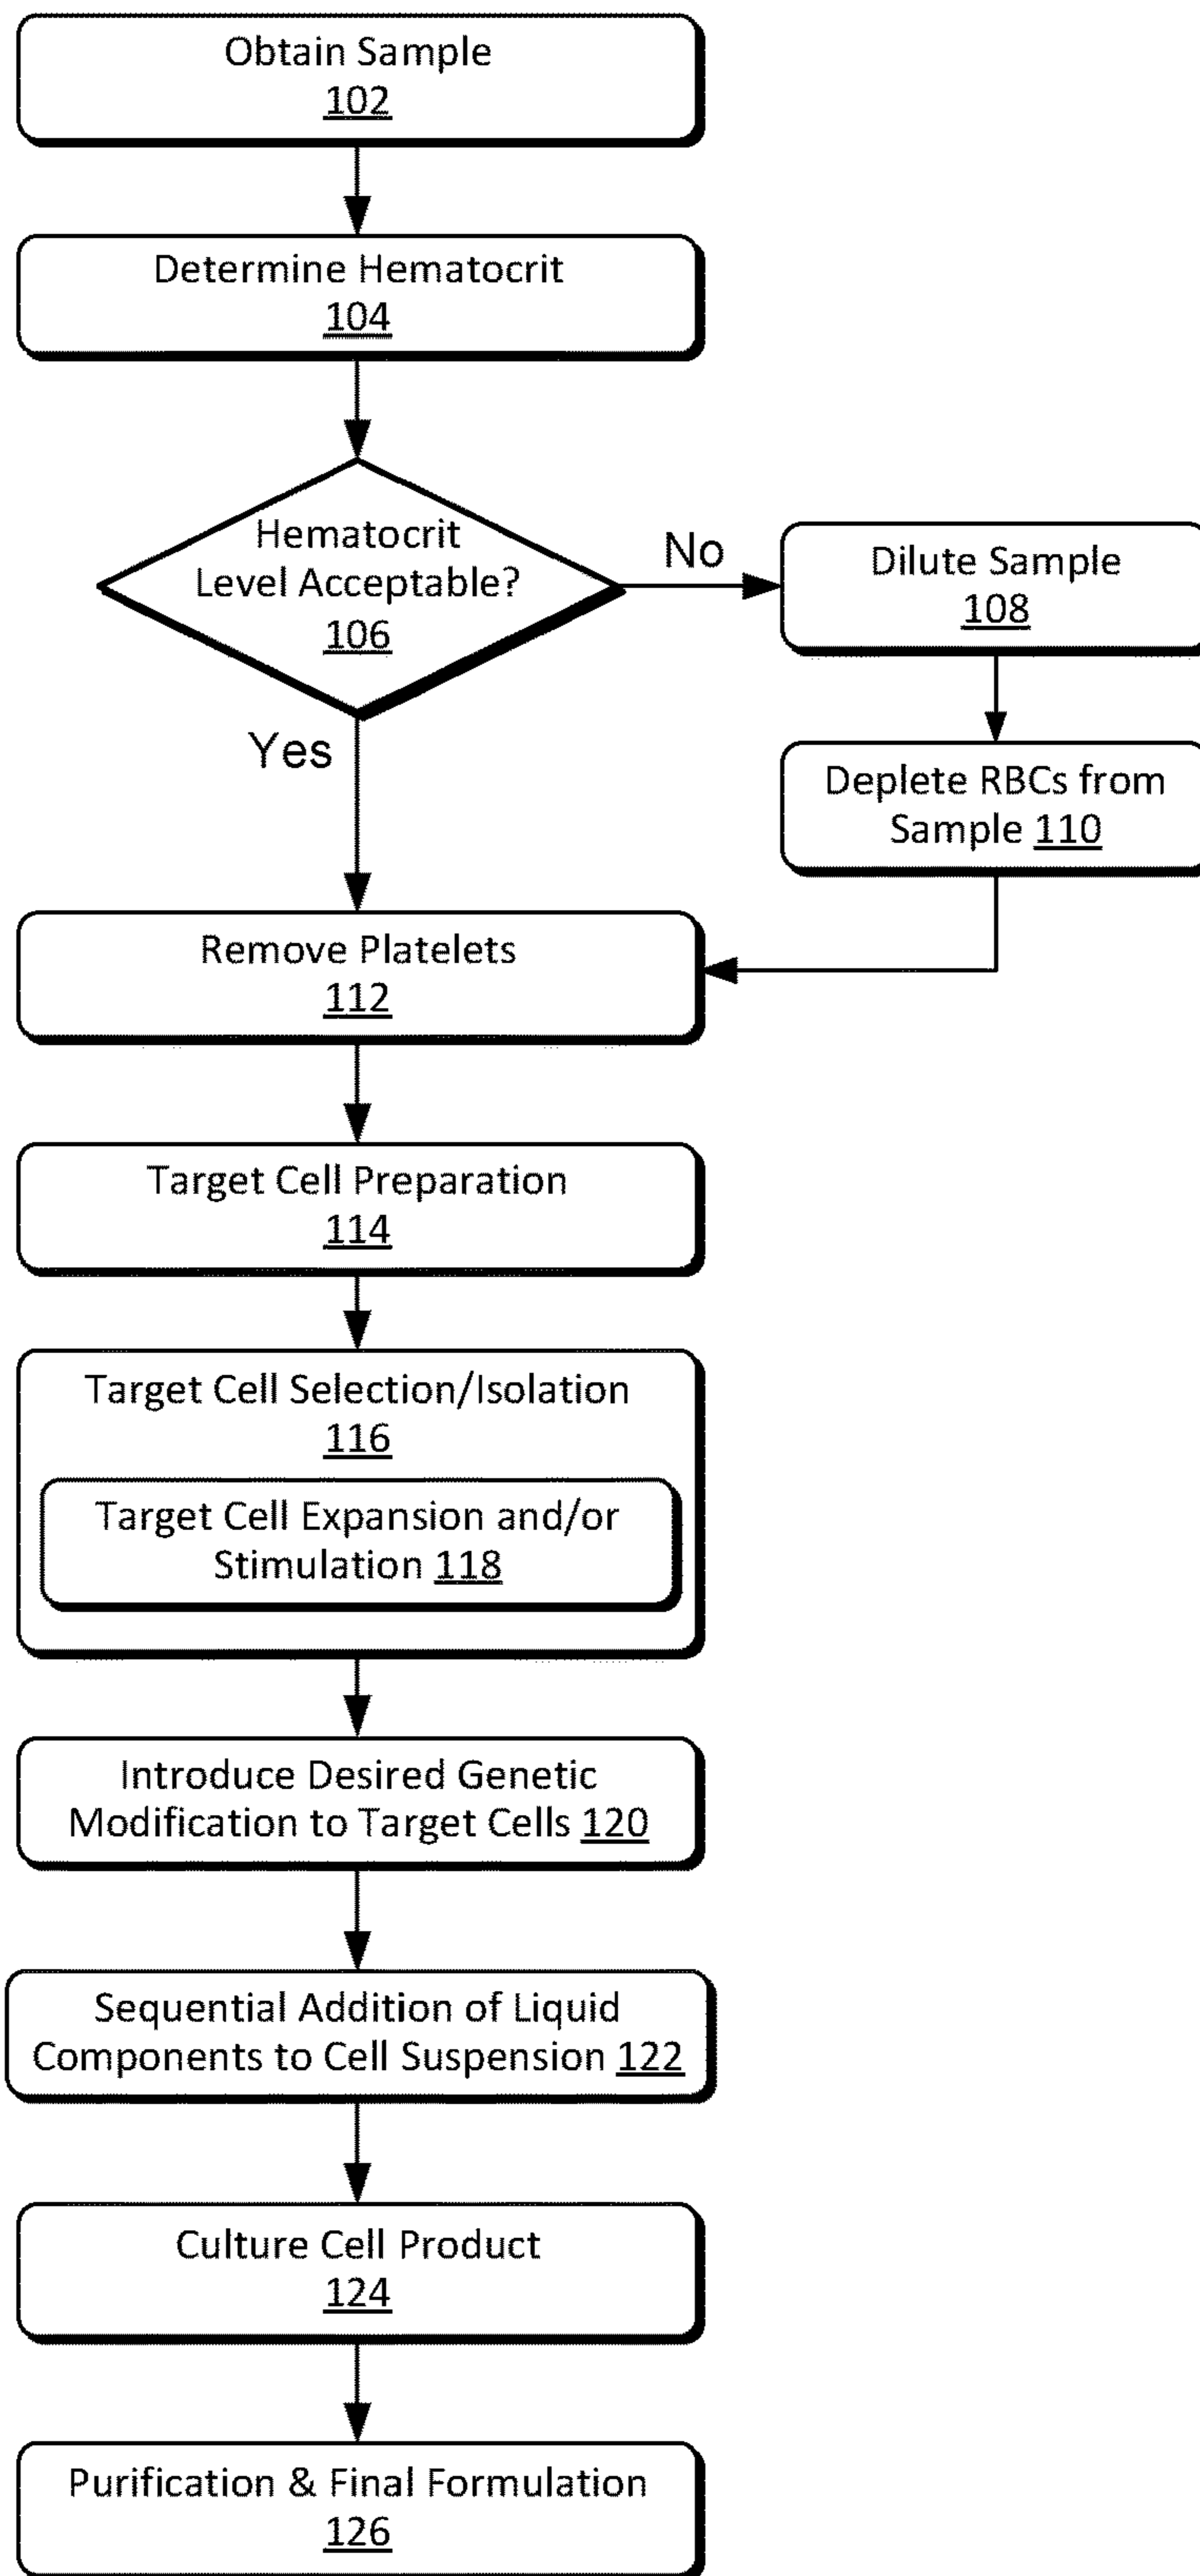 Obtain Sample
102
Determine Hematocrit
104
Hematocrit
Level Acceptable?
106
No
Dilute Sample
108
Yes
Deplete RBCs from
Sample 110
Remove Platelets
112
Target Cell Preparation
114
Target Cell Selection/Isolation
116
Target Cell Expansion and/or
Stimulation 118
Introduce Desired Genetic
Modification to Target Cells 120
Sequential Addition of Liquid
Components to Cell Suspension 122
Culture Cell Product
124
Purification & Final Formulation
126